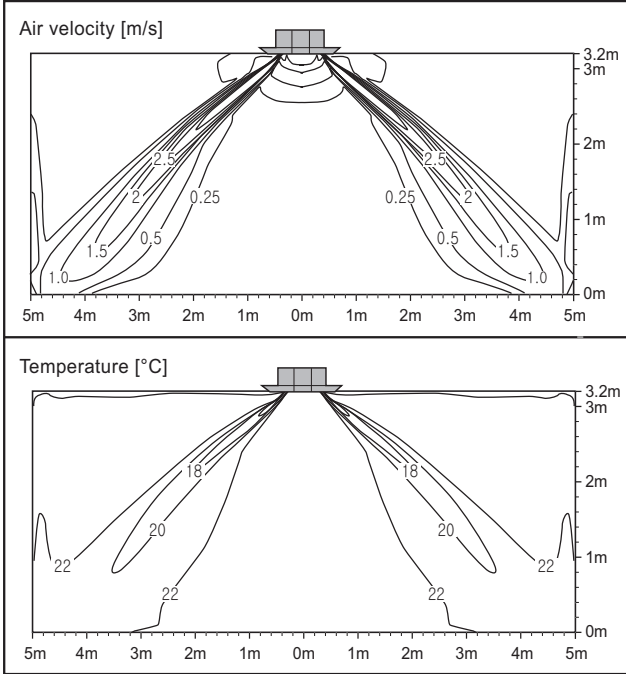 Air velocity [m/s]
3.2m
3m
2m
1m
0m
2.5 2.5
2 2
0.25 0.25
0.5 0.5
1.5 1.5
1.0 1.0
5m 4m 3m 2m 1m 0m 1m 2m 3m 4m 5m
Temperature [°C]
3.2m
3m
2m
1m
0m
18 18
20 20
22 22
22 22
5m 4m 3m 2m 1m 0m 1m 2m 3m 4m 5m